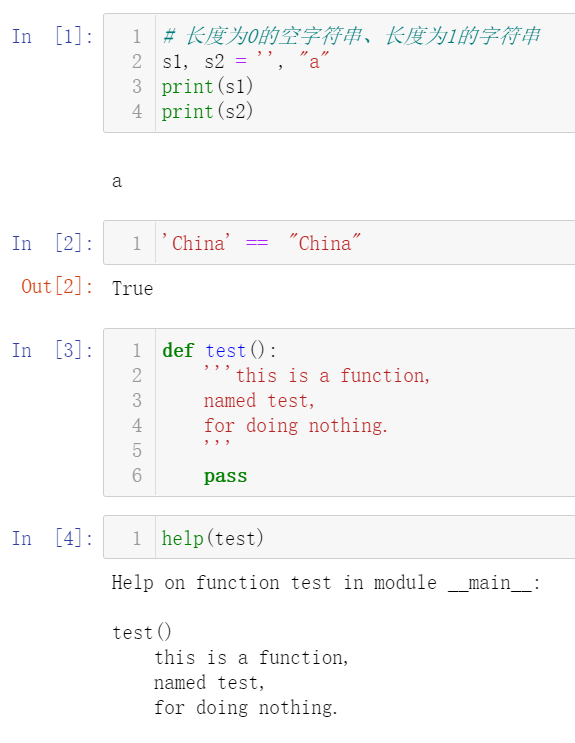 In [1]:
1 # 长度为0的空字符串、长度为1的字符串
2 s1, s2 = '', "a"
3 print(s1)
4 print(s2)
a
In [2]:
1 'China' == "China"
Out[2]: True
In [3]:
1 def test():
2 '''this is a function,
3 named test,
4 for doing nothing.
5 '''
6 pass
In [4]:
1 help(test)
Help on function test in module __main__:
test()
this is a function,
named test,
for doing nothing.